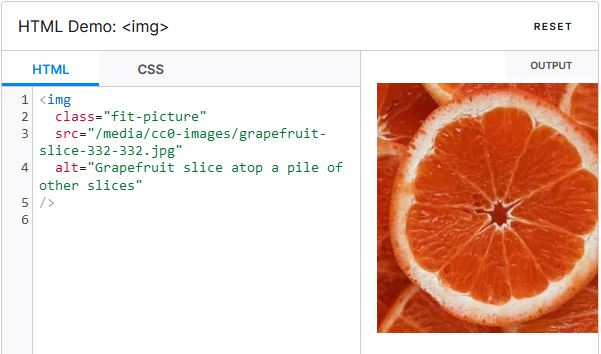 HTML Demo: <img>
RESET
HTML
CSS
OUTPUT
1 <img
2   class="fit-picture"
3   src="/media/cc0-images/grapefruit-
slice-332-332.jpg"
4   alt="Grapefruit slice atop a pile of
other slices"
5 />
6